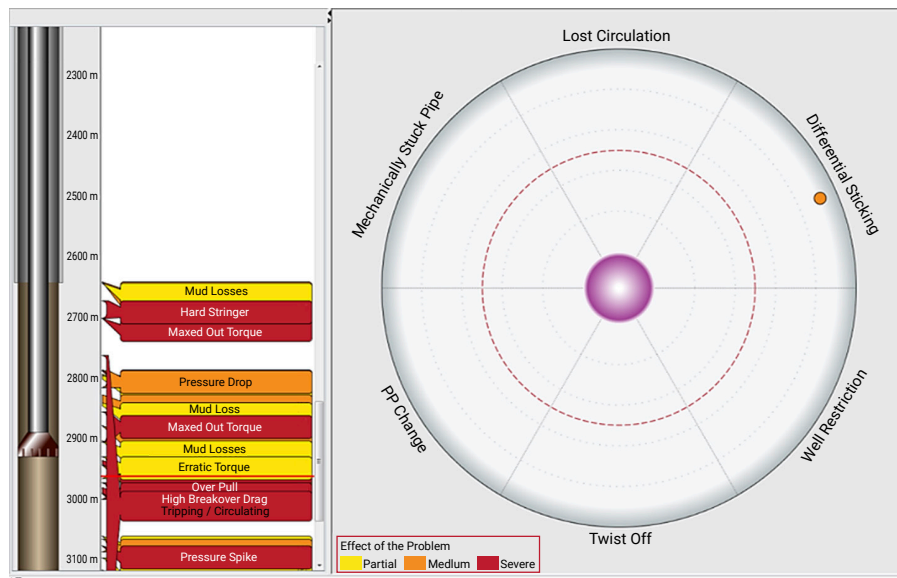 2300 m
2400 m
2500 m
2600 m
2700 m
2800 m
2900 m
3000 m
3100 m
Mud Losses
Hard Stringer
Maxed Out Torque
Pressure Drop
Mud Loss
Maxed Out Torque
Mud Losses
Erratic Torque
Over Pull
High Breakover Drag
Tripping / Circulating
Pressure Spike
Lost Circulation
Differential Sticking
Well Restriction
Twist Off
PP Change
Mechanically Stuck Pipe
Effect of the Problem
Partial Medlum Severe